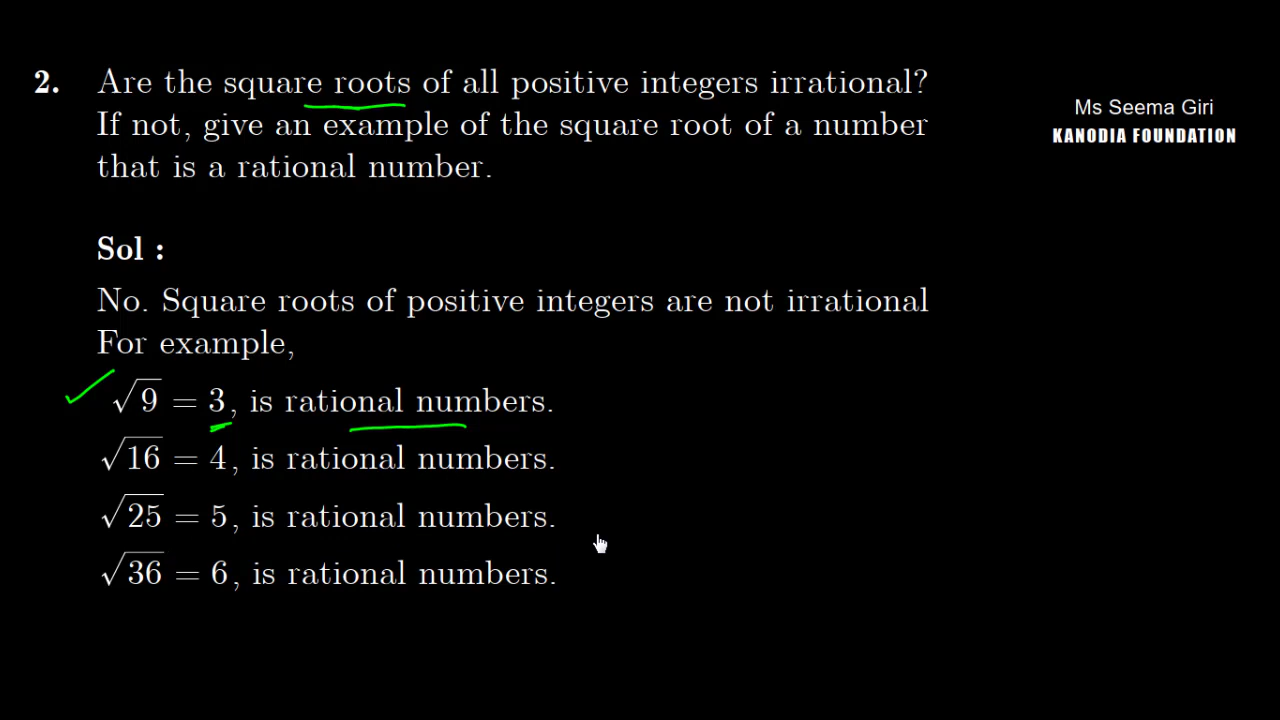 2. Are the square roots of all positive integers irrational?
If not, give an example of the square root of a number
that is a rational number.
Ms Seema Giri
KANODIA FOUNDATION
Sol :
No. Square roots of positive integers are not irrational
For example,
√9 = 3, is rational numbers.
√16 = 4, is rational numbers.
√25 = 5, is rational numbers.
√36 = 6, is rational numbers.